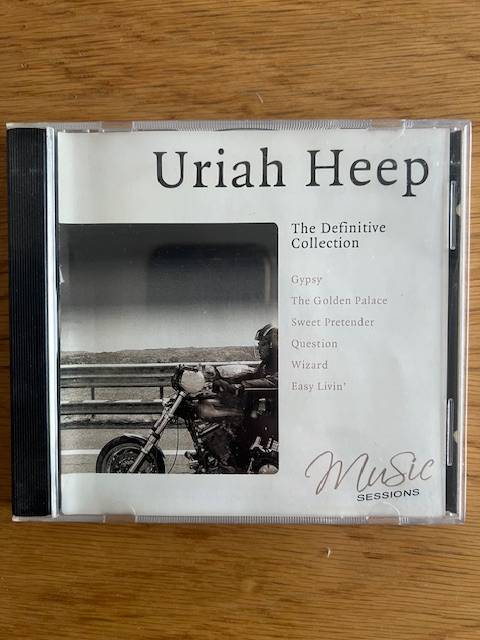 Uriah Heep
The Definitive
Collection
Gypsy
The Golden Palace
Sweet Pretender
Question
Wizard
Easy Livin'
Music
SESSIONS